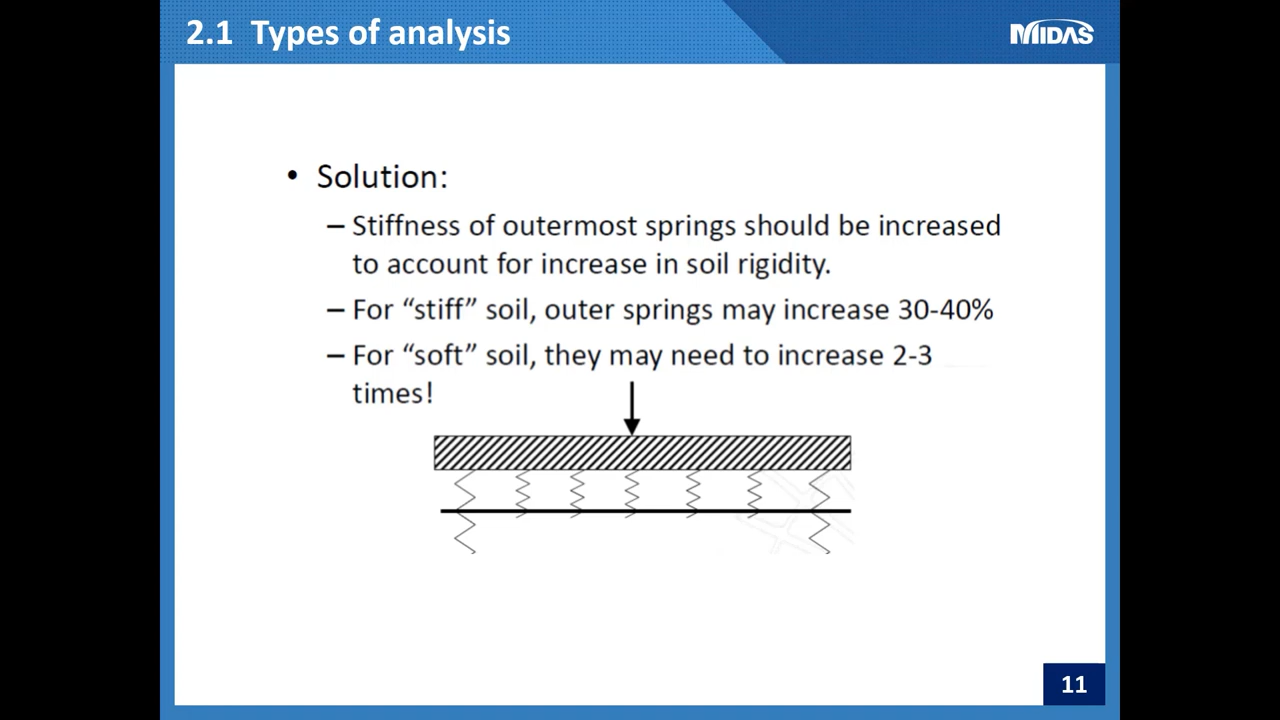 2.1 Types of analysis
MIDAS
• Solution:
– Stiffness of outermost springs should be increased
to account for increase in soil rigidity.
– For “stiff” soil, outer springs may increase 30-40%
– For “soft” soil, they may need to increase 2-3
times!
11